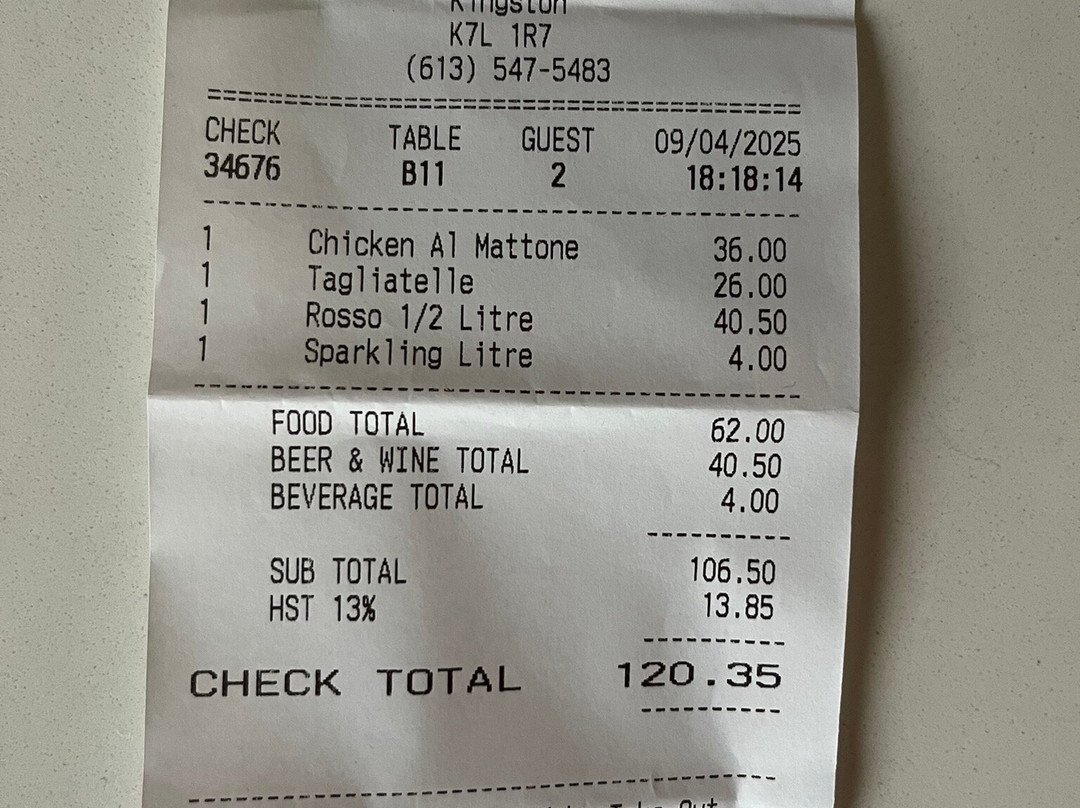 Kingston
K7L 1R7
(613) 547-5483
========================================
CHECK TABLE GUEST 09/04/2025
34676 B11 2 18:18:14
----------------------------------------
1 Chicken Al Mattone 36.00
1 Tagliatelle 26.00
1 Rosso 1/2 Litre 40.50
1 Sparkling Litre 4.00
----------------------------------------
FOOD TOTAL 62.00
BEER & WINE TOTAL 40.50
BEVERAGE TOTAL 4.00
----------
SUB TOTAL 106.50
HST 13% 13.85
----------
CHECK TOTAL 120.35
----------
----------------------------------------
Out